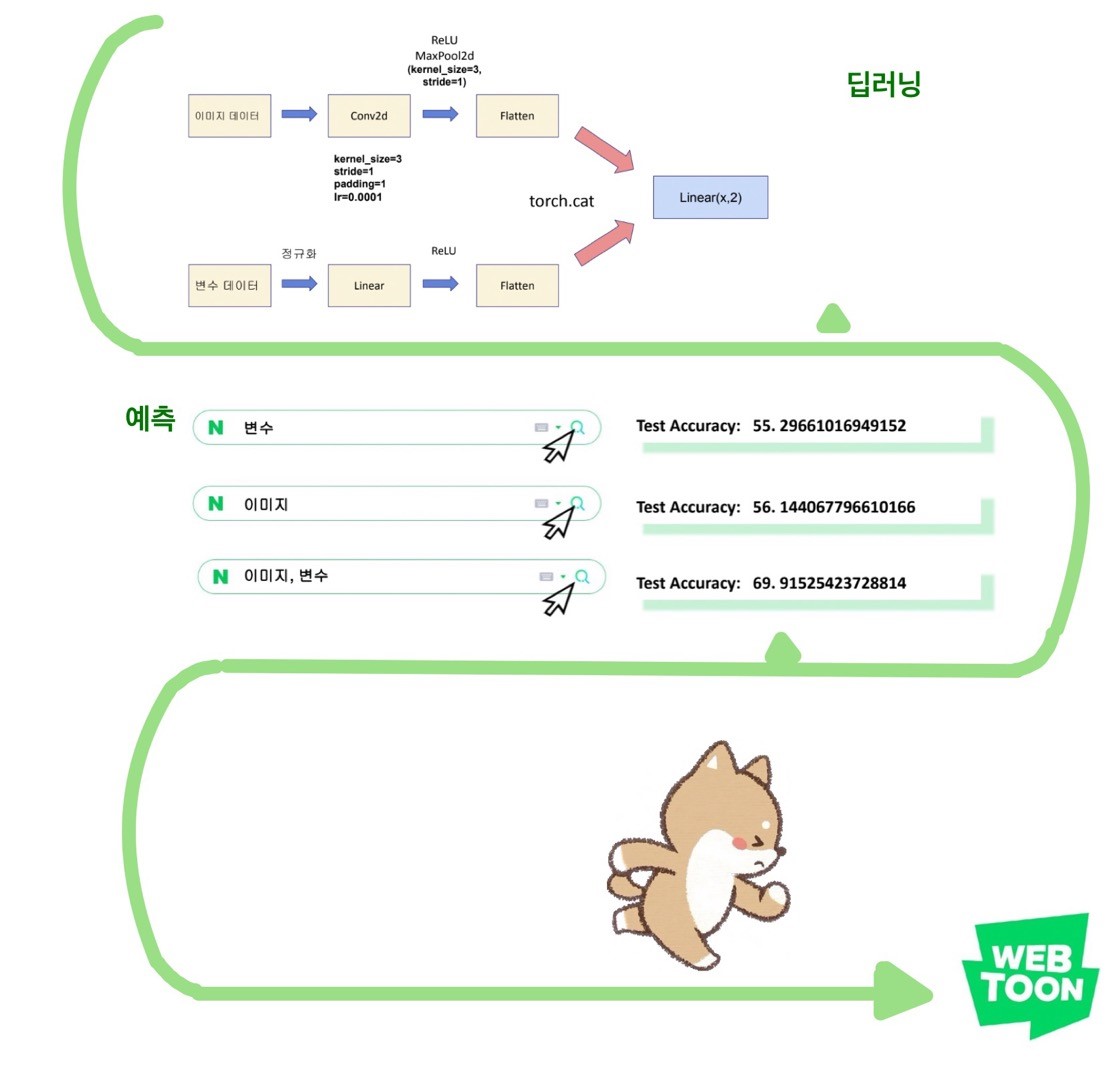 딥러닝
ReLU
MaxPool2d
(kernel_size=3,
stride=1)
이미지 데이터
Conv2d
Flatten
kernel_size=3
stride=1
padding=1
lr=0.0001
torch.cat
Linear(x,2)
정규화
ReLU
변수 데이터
Linear
Flatten
예측
N 변수
Test Accuracy: 55. 29661016949152
N 이미지
Test Accuracy: 56. 144067796610166
N 이미지, 변수
Test Accuracy: 69. 91525423728814
WEB
TOON